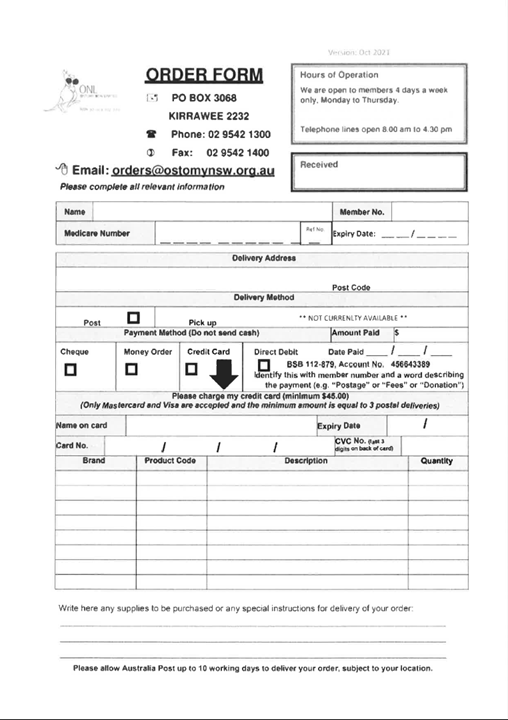 Version: Oct 2021
ORDER FORM
PO BOX 3068
KIRRAWEE 2232
Phone: 02 9542 1300
Fax: 02 9542 1400
Email: orders@ostomynsw.org.au
Please complete all relevant information
ONL
Hours of Operation
We are open to members 4 days a week
only, Monday to Thursday.
Telephone lines open 8.00 am to 4.30 pm
Received
Name
Member No.
Medicare Number
Ref No.
Expiry Date: __ __ / __ __ __ __
Delivery Address
Post Code
Delivery Method
Post
Pick up
** NOT CURRENLTY AVAILABLE **
Payment Method (Do not send cash)
Amount Paid $
Cheque
Money Order
Credit Card
Direct Debit
Date Paid ____ / ____ / ____
BSB 112-879, Account No. 456643389
Identify this with member number and a word describing
the payment (e.g. “Postage” or “Fees” or “Donation”)
Please charge my credit card (minimum $45.00)
(Only Mastercard and Visa are accepted and the minimum amount is equal to 3 postal deliveries)
Name on card
Expiry Date /
Card No. / / /
CVC No. (last 3
digits on back of card)
Brand Product Code Description Quantity
Write here any supplies to be purchased or any special instructions for delivery of your order:
Please allow Australia Post up to 10 working days to deliver your order, subject to your location.